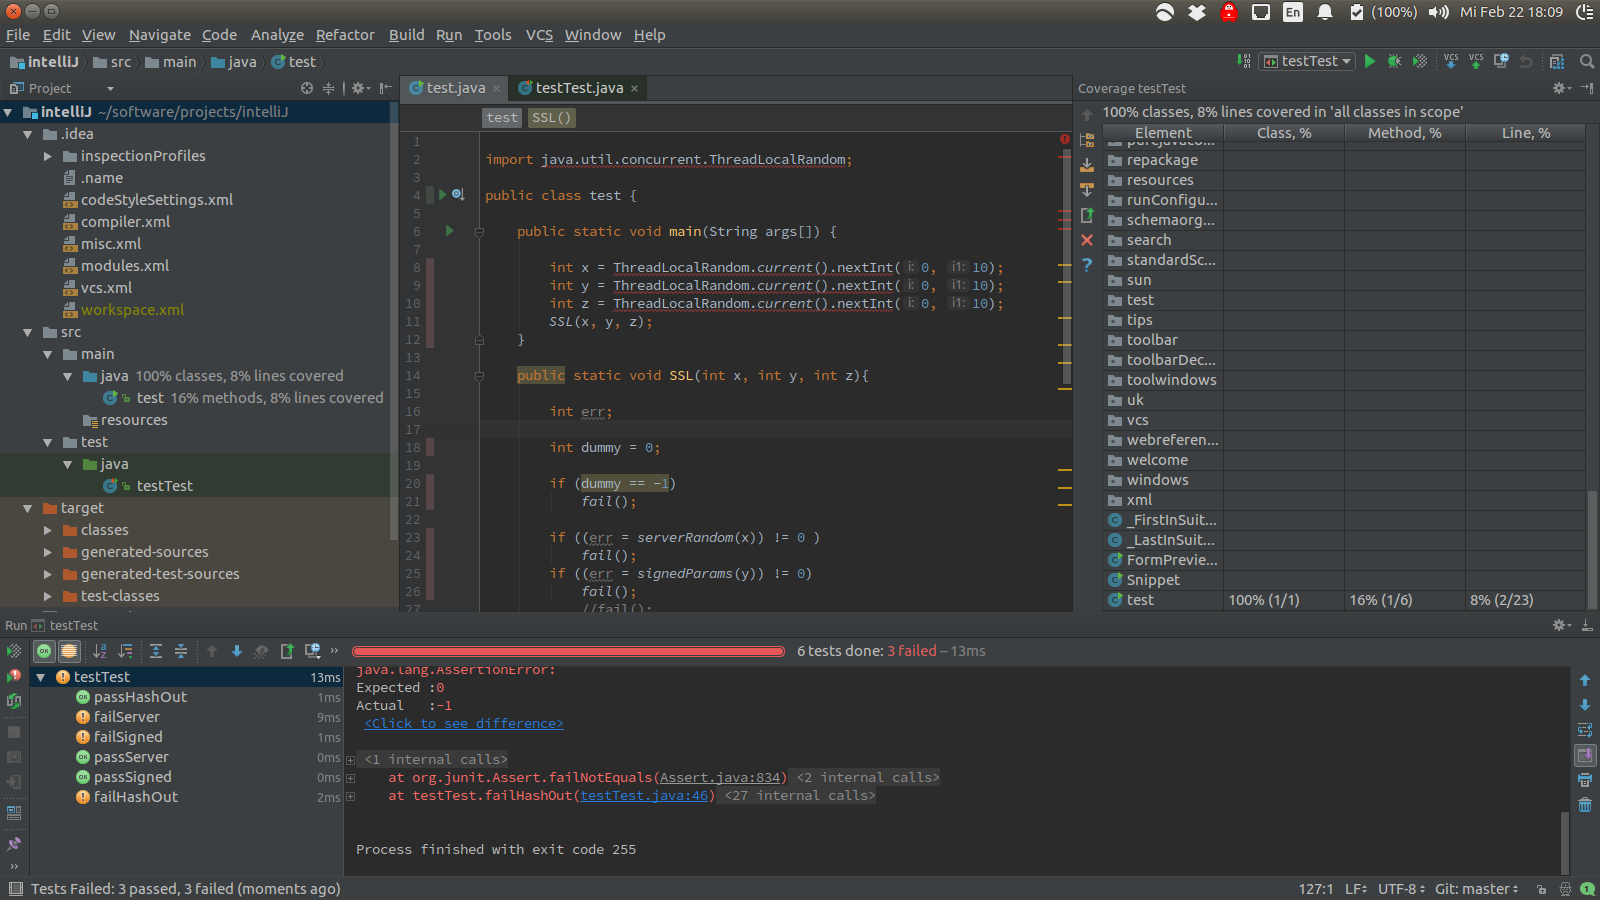 En (100%) Mi Feb 22 18:09
File Edit View Navigate Code Analyze Refactor Build Run Tools VCS Window Help
intelliJ src main java test
testTest
VCS VCS
Project
intelliJ ~/software/projects/intelliJ
.idea
inspectionProfiles
.name
codeStyleSettings.xml
compiler.xml
misc.xml
modules.xml
vcs.xml
workspace.xml
src
main
java 100% classes, 8% lines covered
test 16% methods, 8% lines covered
resources
test
java
testTest
target
classes
generated-sources
generated-test-sources
test-classes
test.java testTest.java
test SSL()
1
2 import java.util.concurrent.ThreadLocalRandom;
3
4 public class test {
5
6 public static void main(String args[]) {
7
8 int x = ThreadLocalRandom.current().nextInt( i: 0, i1: 10);
9 int y = ThreadLocalRandom.current().nextInt( i: 0, i1: 10);
10 int z = ThreadLocalRandom.current().nextInt( i: 0, i1: 10);
11 SSL(x, y, z);
12 }
13
14 public static void SSL(int x, int y, int z){
15
16 int err;
17
18 int dummy = 0;
19
20 if (dummy == -1)
21 fail();
22
23 if ((err = serverRandom(x)) != 0 )
24 fail();
25 if ((err = signedParams(y)) != 0)
26 fail();
27 //fail();
Coverage testTest
100% classes, 8% lines covered in 'all classes in scope'
Element Class, % Method, % Line, %
repackage
resources
runConfigu...
schemaorg...
search
standardSc...
sun
test
tips
toolbar
toolbarDec...
toolwindows
uk
vcs
webreferen...
welcome
windows
xml
_FirstInSuit...
_LastInSuit...
FormPrevie...
Snippet
test 100% (1/1) 16% (1/6) 8% (2/23)
Run testTest
6 tests done: 3 failed – 13ms
testTest 13ms
passHashOut 1ms
failServer 9ms
failSigned 1ms
passServer 0ms
passSigned 0ms
failHashOut 2ms
java.lang.AssertionError:
Expected :0
Actual :-1
<Click to see difference>
<1 internal calls>
at org.junit.Assert.failNotEquals(Assert.java:834) <2 internal calls>
at testTest.failHashOut(testTest.java:46) <27 internal calls>
Process finished with exit code 255
Tests Failed: 3 passed, 3 failed (moments ago)
127:1 LF UTF-8 Git: master 1